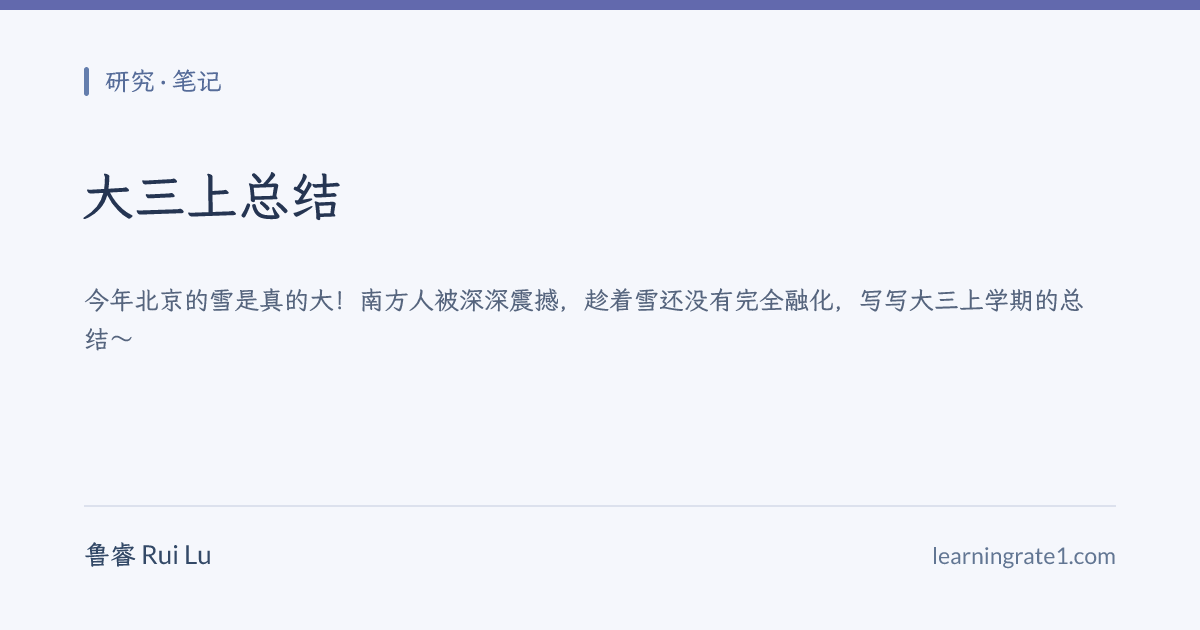 研究 · 笔记
大三上总结
今年北京的雪是真的大！南方人被深深震撼，趁着雪还没有完全融化，写写大三上学期的总
结～
鲁睿 Rui Lu
learningrate1.com